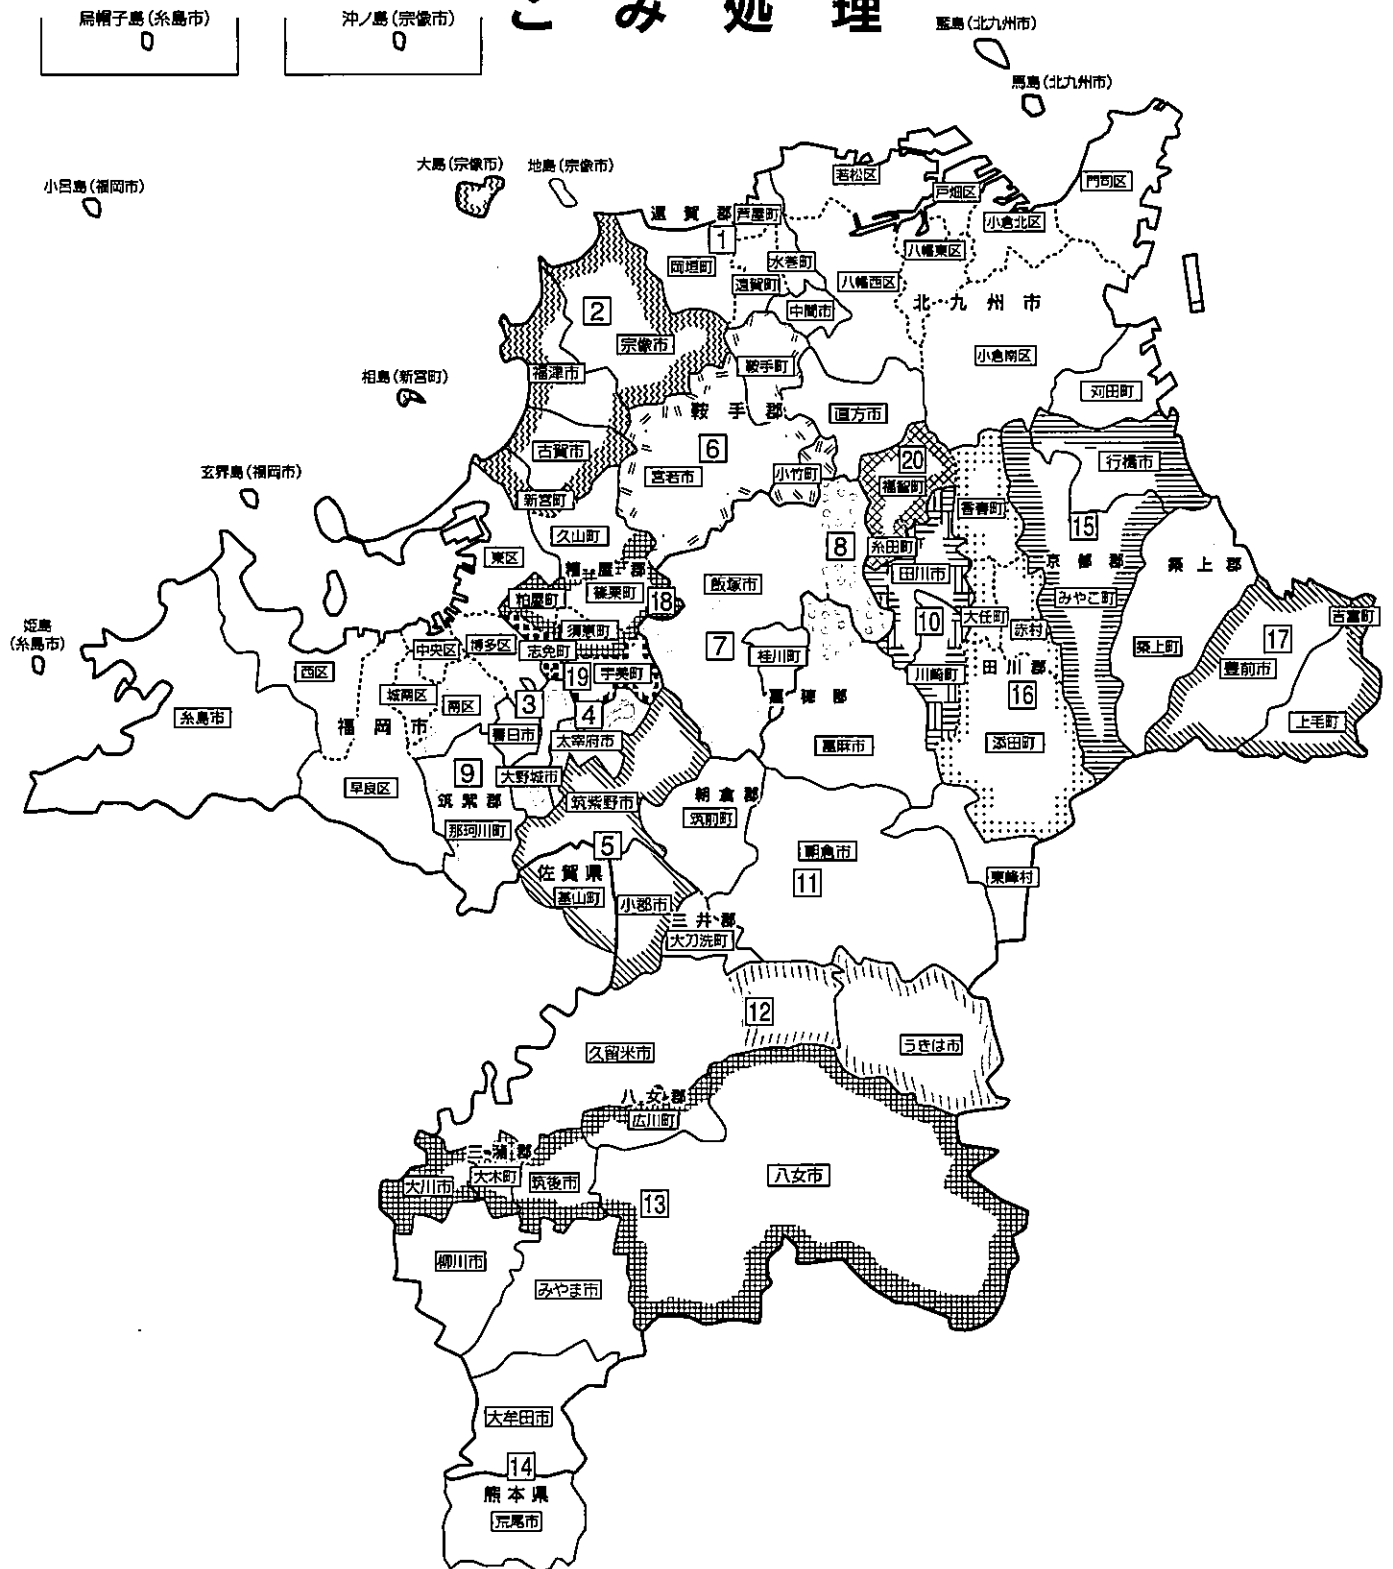 ごみ処理
烏帽子島(糸島市)
沖ノ島(宗像市)
藍島(北九州市)
馬島(北九州市)
大島(宗像市)
地島(宗像市)
小呂島(福岡市)
若松区
戸畑区
門司区
遠賀郡
芦屋町
小倉北区
1
岡垣町
水巻町
八幡東区
遠賀町
八幡西区
北九州市
2
中間市
宗像市
小倉南区
鞍手町
福津市
相島(新宮町)
苅田町
鞍手郡
直方市
古賀市
6
20
行橋市
玄界島(福岡市)
宮若市
小竹町
福智町
新宮町
香春町
久山町
15
東区
8
糸田町
糟屋郡
田川市
京都郡
築上郡
飯塚市
粕屋町
篠栗町
18
みやこ町
吉富町
姫島
(糸島市)
須恵町
10
大任町
赤村
17
中央区
博多区
志免町
7
桂川町
築上町
豊前市
西区
19
宇美町
川崎町
田川郡
城南区
南区
3
嘉穂郡
16
糸島市
福岡市
4
上毛町
春日市
太宰府市
嘉麻市
添田町
9
大野城市
早良区
筑紫郡
筑紫野市
朝倉郡
筑前町
那珂川町
5
朝倉市
佐賀県
東峰村
11
基山町
小郡市
三井郡
大刀洗町
12
久留米市
うきは市
八女郡
広川町
三潴郡
大木町
八女市
大川市
筑後市
13
柳川市
みやま市
大牟田市
14
熊本県
荒尾市